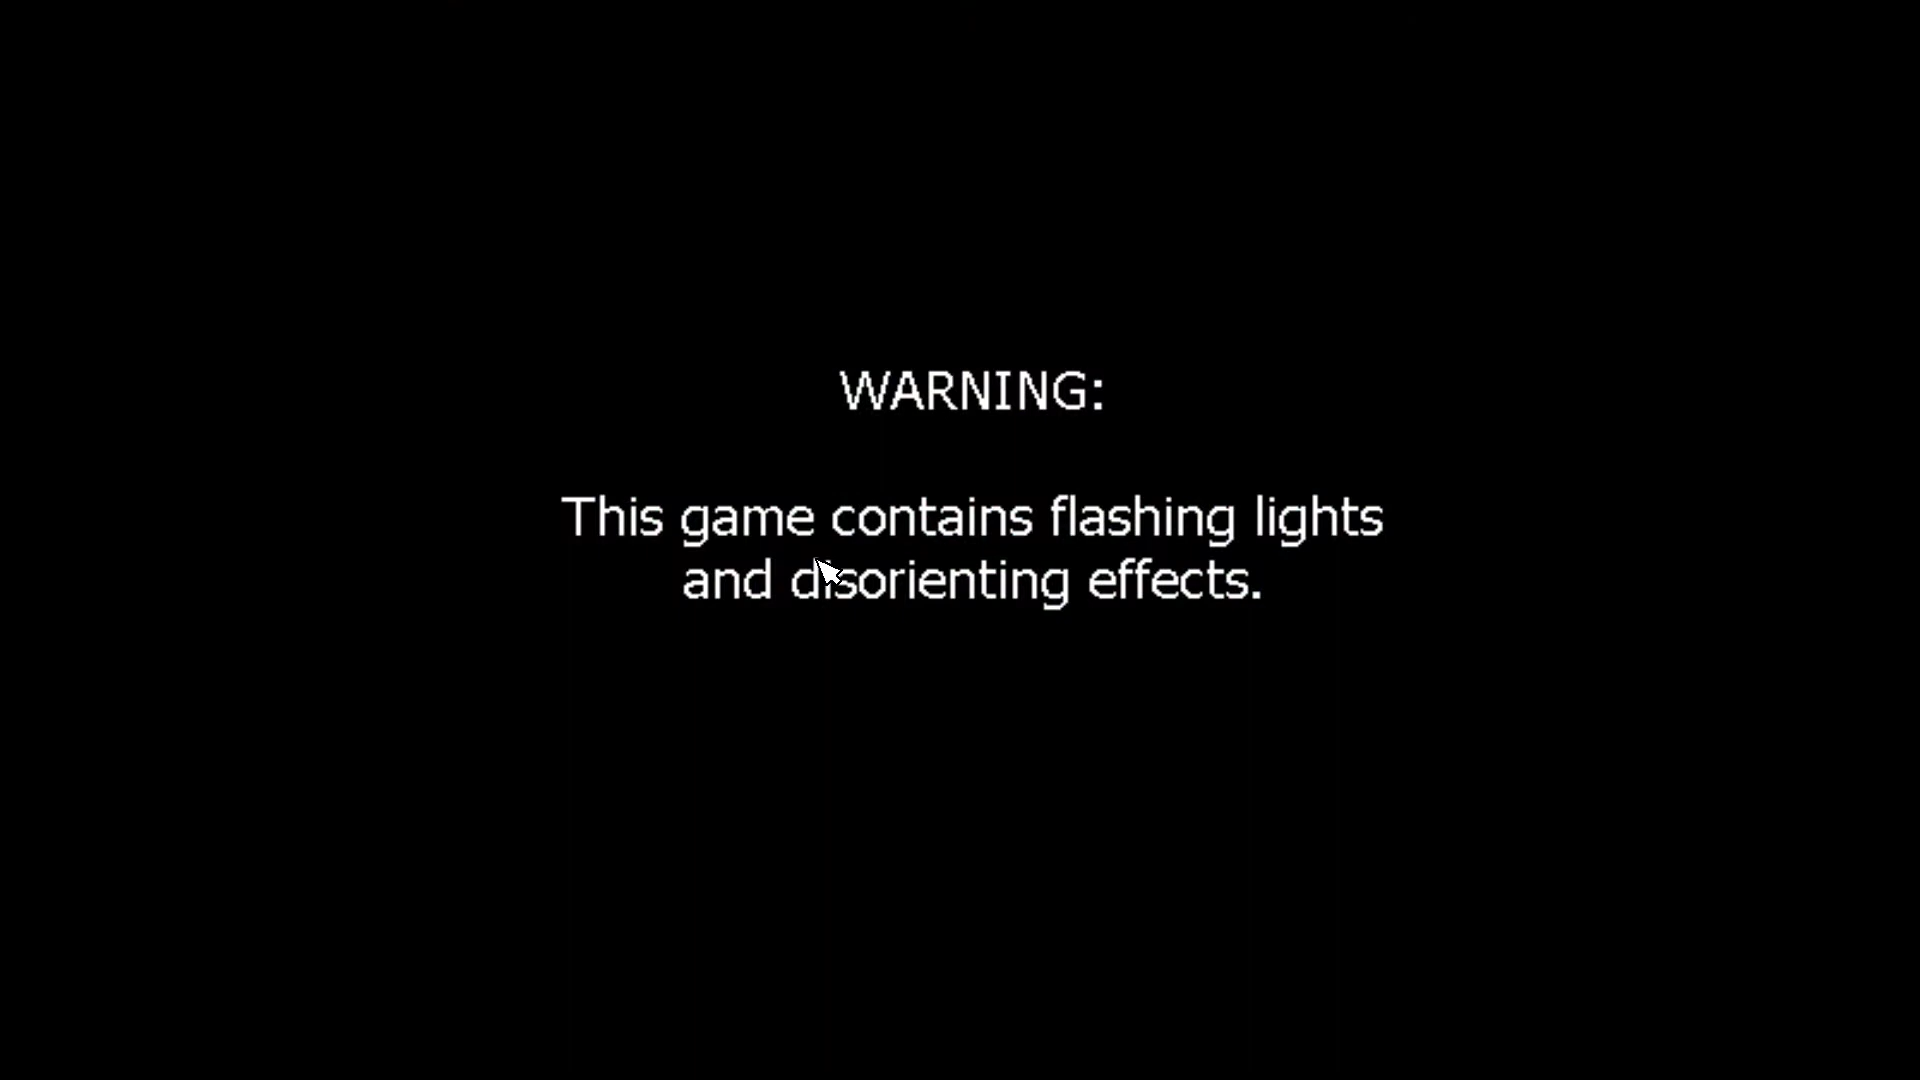 WARNING:
This game contains flashing lights
and disorienting effects.